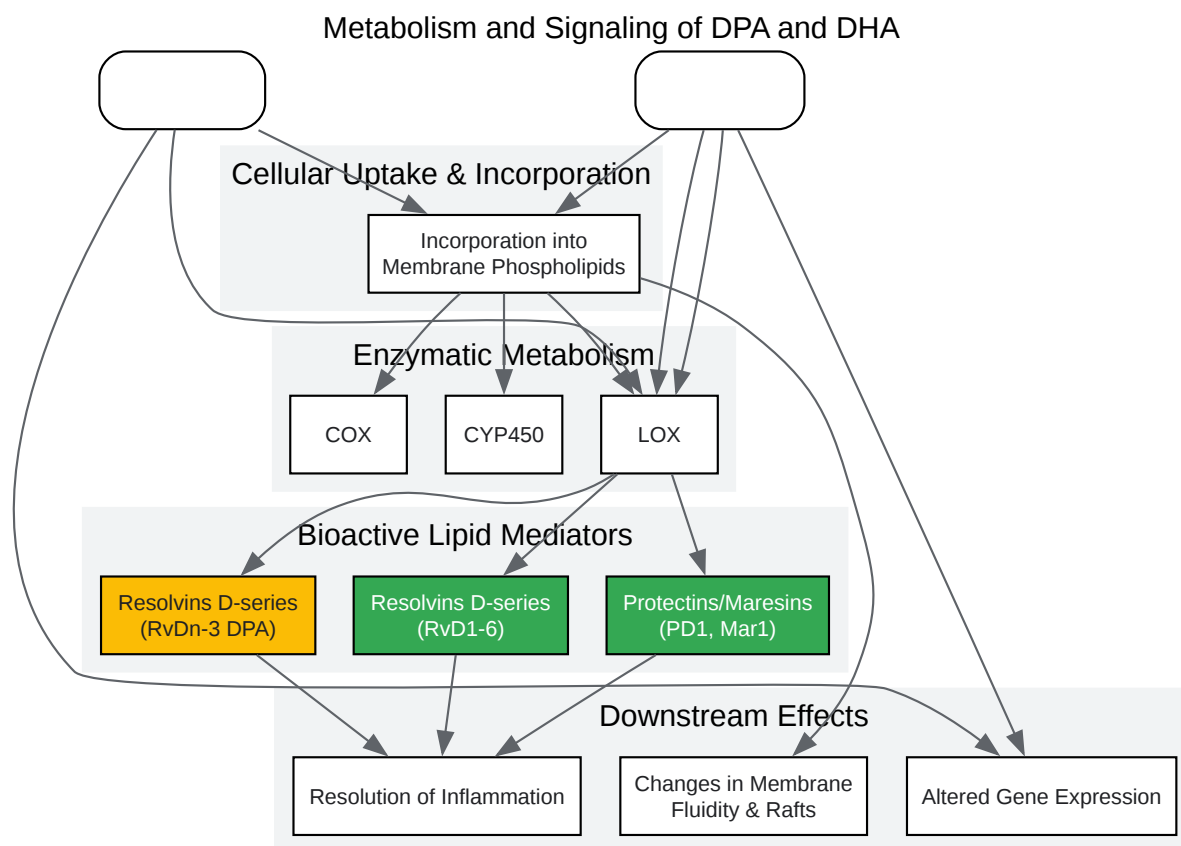 Metabolism and Signaling of DPA and DHA
Cellular Uptake & Incorporation
Incorporation into
Membrane Phospholipids
Enzymatic Metabolism
COX
CYP450
LOX
Bioactive Lipid Mediators
Resolvins D-series
(RvDn-3 DPA)
Resolvins D-series
(RvD1-6)
Protectins/Maresins
(PD1, Mar1)
Downstream Effects
Resolution of Inflammation
Changes in Membrane
Fluidity & Rafts
Altered Gene Expression